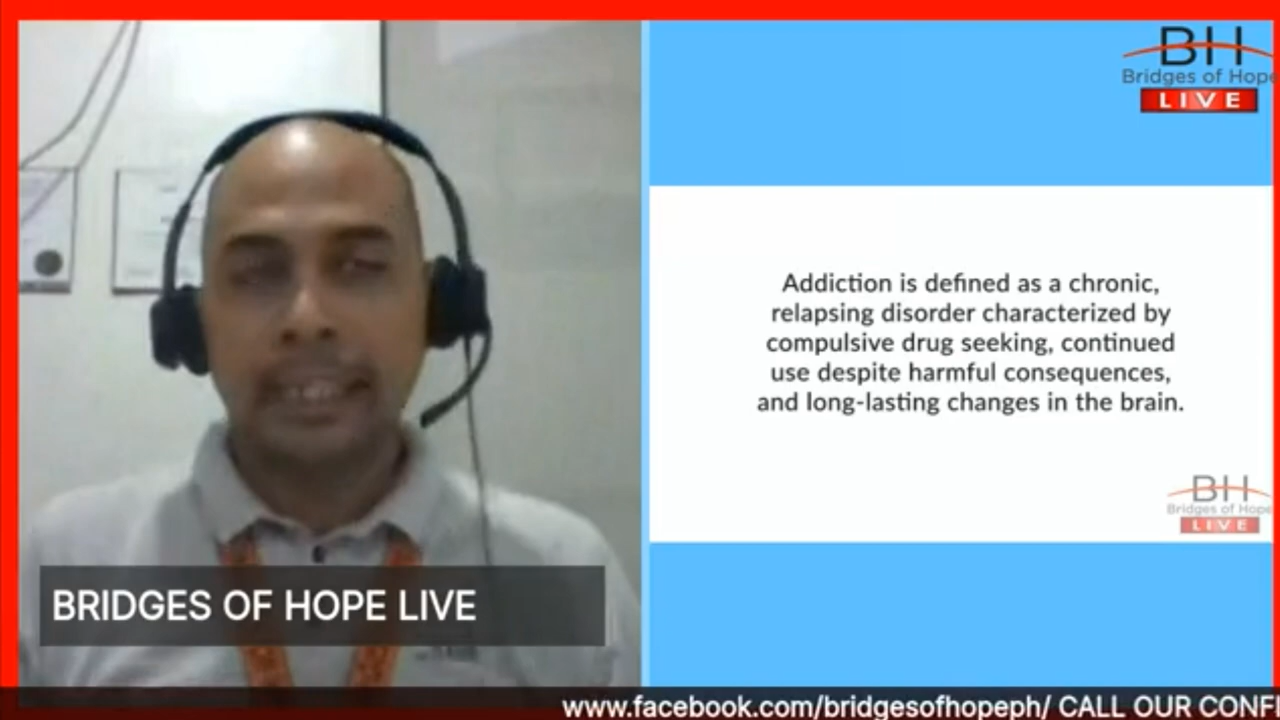 BH
Bridges of Hope
LIVE
Addiction is defined as a chronic,
relapsing disorder characterized by
compulsive drug seeking, continued
use despite harmful consequences,
and long-lasting changes in the brain.
BH
Bridges of Hope
LIVE
BRIDGES OF HOPE LIVE
www.facebook.com/bridgesofhopeph/ CALL OUR CONFI